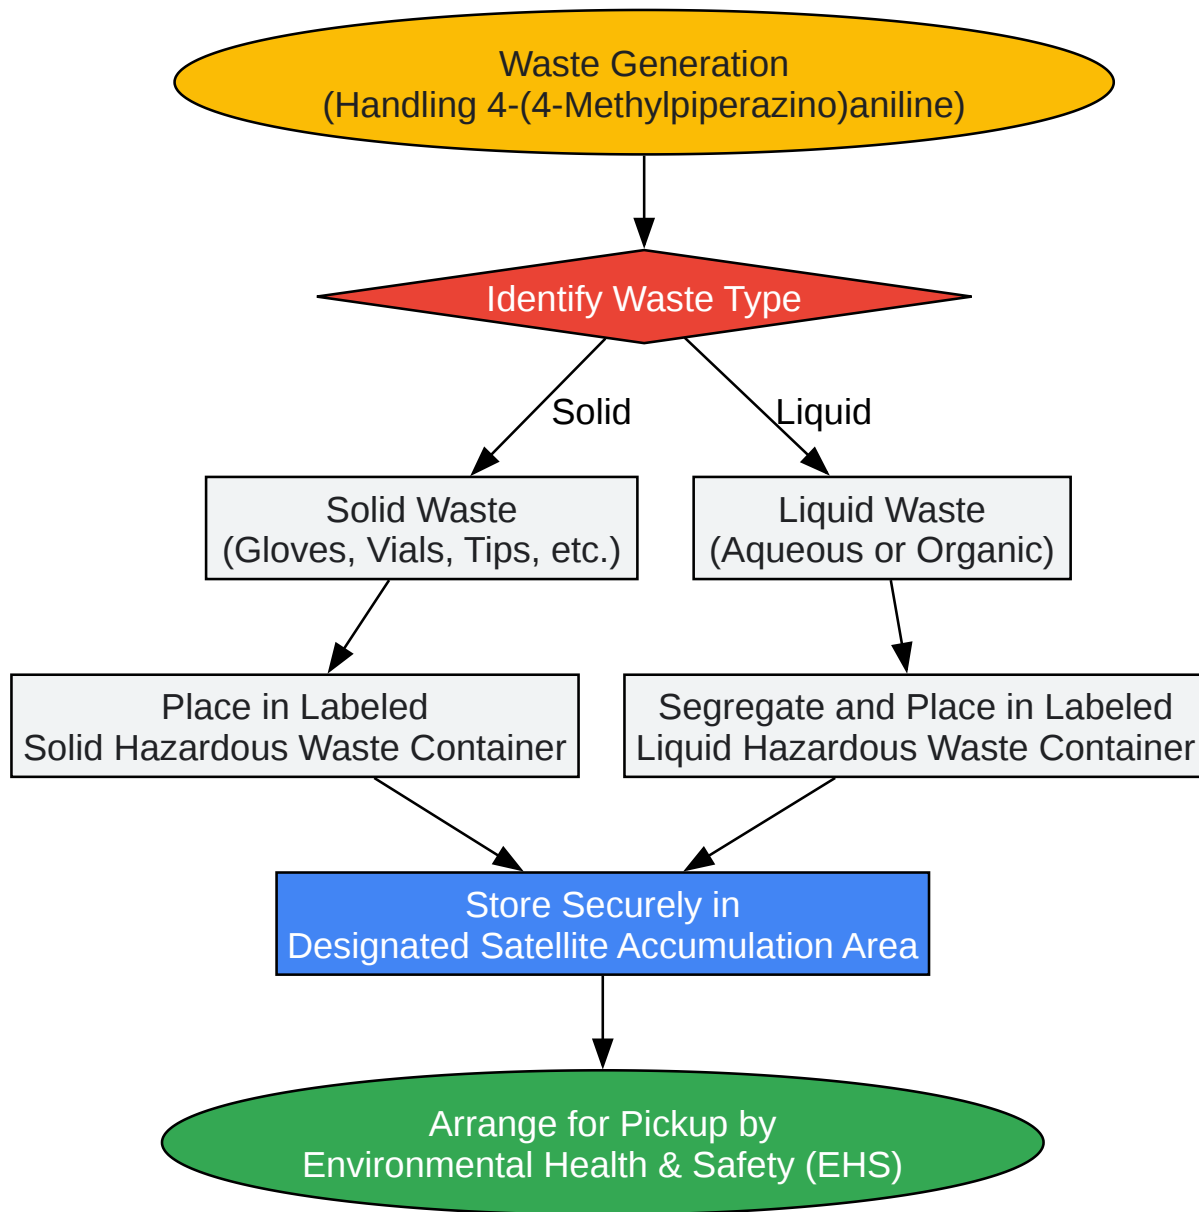 Waste Generation
(Handling 4-(4-Methylpiperazino)aniline)
Identify Waste Type
Solid
Liquid
Solid Waste
(Gloves, Vials, Tips, etc.)
Liquid Waste
(Aqueous or Organic)
Place in Labeled
Solid Hazardous Waste Container
Segregate and Place in Labeled
Liquid Hazardous Waste Container
Store Securely in
Designated Satellite Accumulation Area
Arrange for Pickup by
Environmental Health & Safety (EHS)